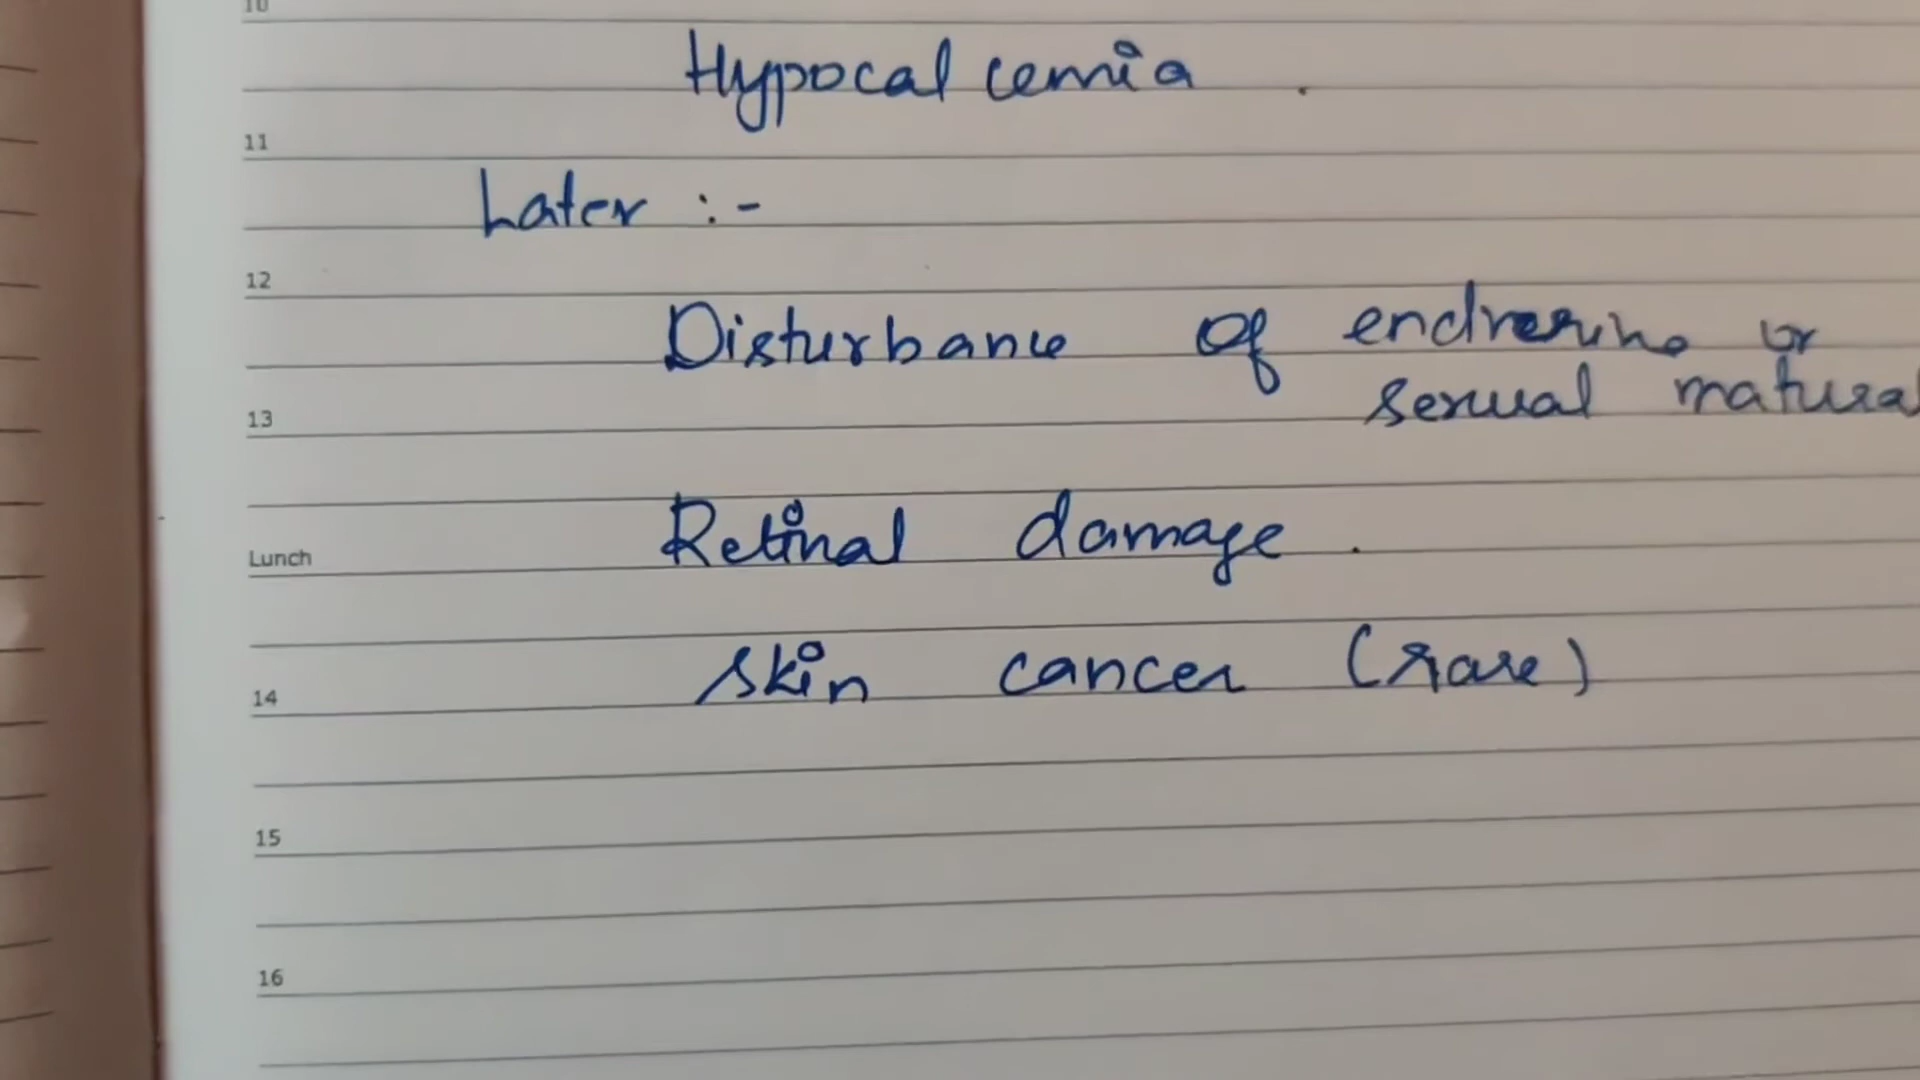 10
Hypocalcemia .
11
Later :-
12
Disturbance of or
sexual matura
13
Retinal damage .
Lunch
skin cancer (rare)
14
15
16